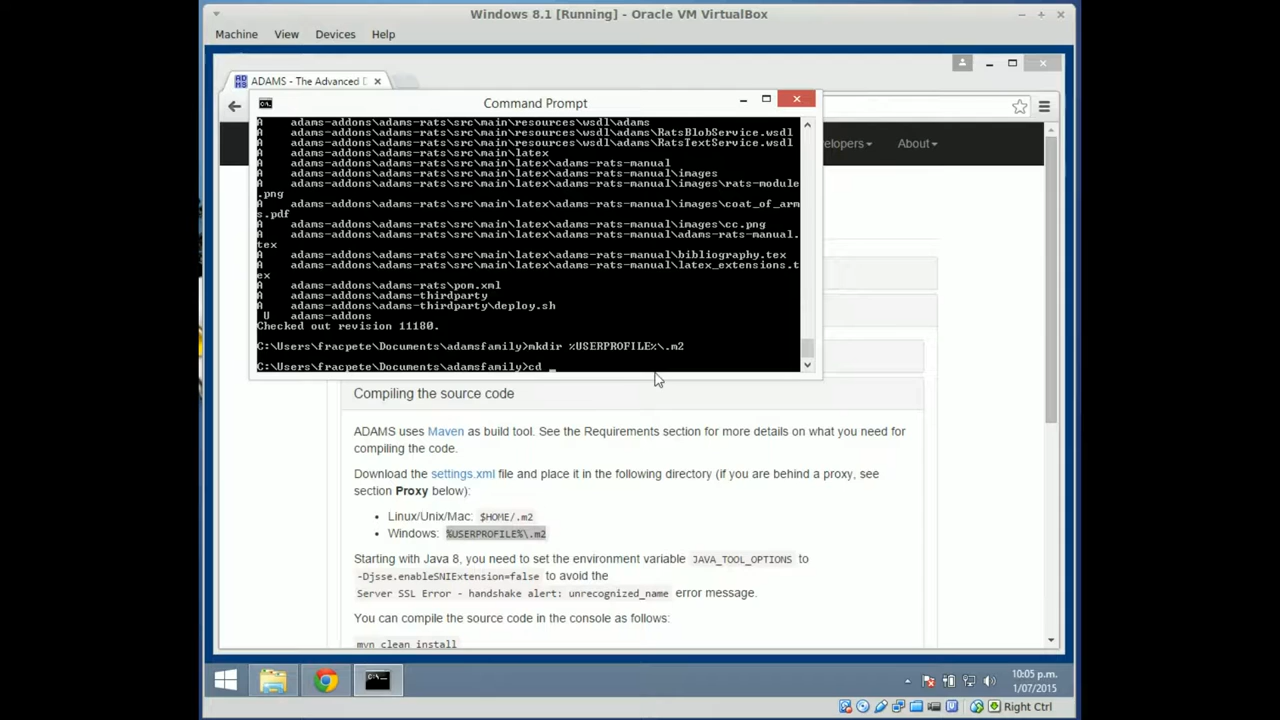 Windows 8.1 [Running] - Oracle VM VirtualBox
Machine View Devices Help
ADAMS - The Advanced D
Command Prompt
A adams-addons\adams-rats\src\main\resources\wsdl\adams
A adams-addons\adams-rats\src\main\resources\wsdl\adams\RatsBlobService.wsdl
A adams-addons\adams-rats\src\main\resources\wsdl\adams\RatsTextService.wsdl
A adams-addons\adams-rats\src\main\latex
A adams-addons\adams-rats\src\main\latex\adams-rats-manual
A adams-addons\adams-rats\src\main\latex\adams-rats-manual\images
A adams-addons\adams-rats\src\main\latex\adams-rats-manual\images\rats-module
.png
A adams-addons\adams-rats\src\main\latex\adams-rats-manual\images\coat_of_arm
s.pdf
A adams-addons\adams-rats\src\main\latex\adams-rats-manual\images\cc.png
A adams-addons\adams-rats\src\main\latex\adams-rats-manual\adams-rats-manual.
tex
A adams-addons\adams-rats\src\main\latex\adams-rats-manual\bibliography.tex
A adams-addons\adams-rats\src\main\latex\adams-rats-manual\latex_extensions.t
ex
A adams-addons\adams-rats\pom.xml
A adams-addons\adams-thirdparty
A adams-addons\adams-thirdparty\deploy.sh
U adams-addons
Checked out revision 11180.
C:\Users\fracpete\Documents\adamsfamily>mkdir %USERPROFILE%\.m2
C:\Users\fracpete\Documents\adamsfamily>cd _
elopers About
Compiling the source code
ADAMS uses Maven as build tool. See the Requirements section for more details on what you need for
compiling the code.
Download the settings.xml file and place it in the following directory (if you are behind a proxy, see
section Proxy below):
• Linux/Unix/Mac: $HOME/.m2
• Windows: %USERPROFILE%\.m2
Starting with Java 8, you need to set the environment variable JAVA_TOOL_OPTIONS to
-Djsse.enableSNIExtension=false to avoid the
Server SSL Error - handshake alert: unrecognized_name error message.
You can compile the source code in the console as follows:
mvn clean install
10:05 p.m.
1/07/2015
Right Ctrl